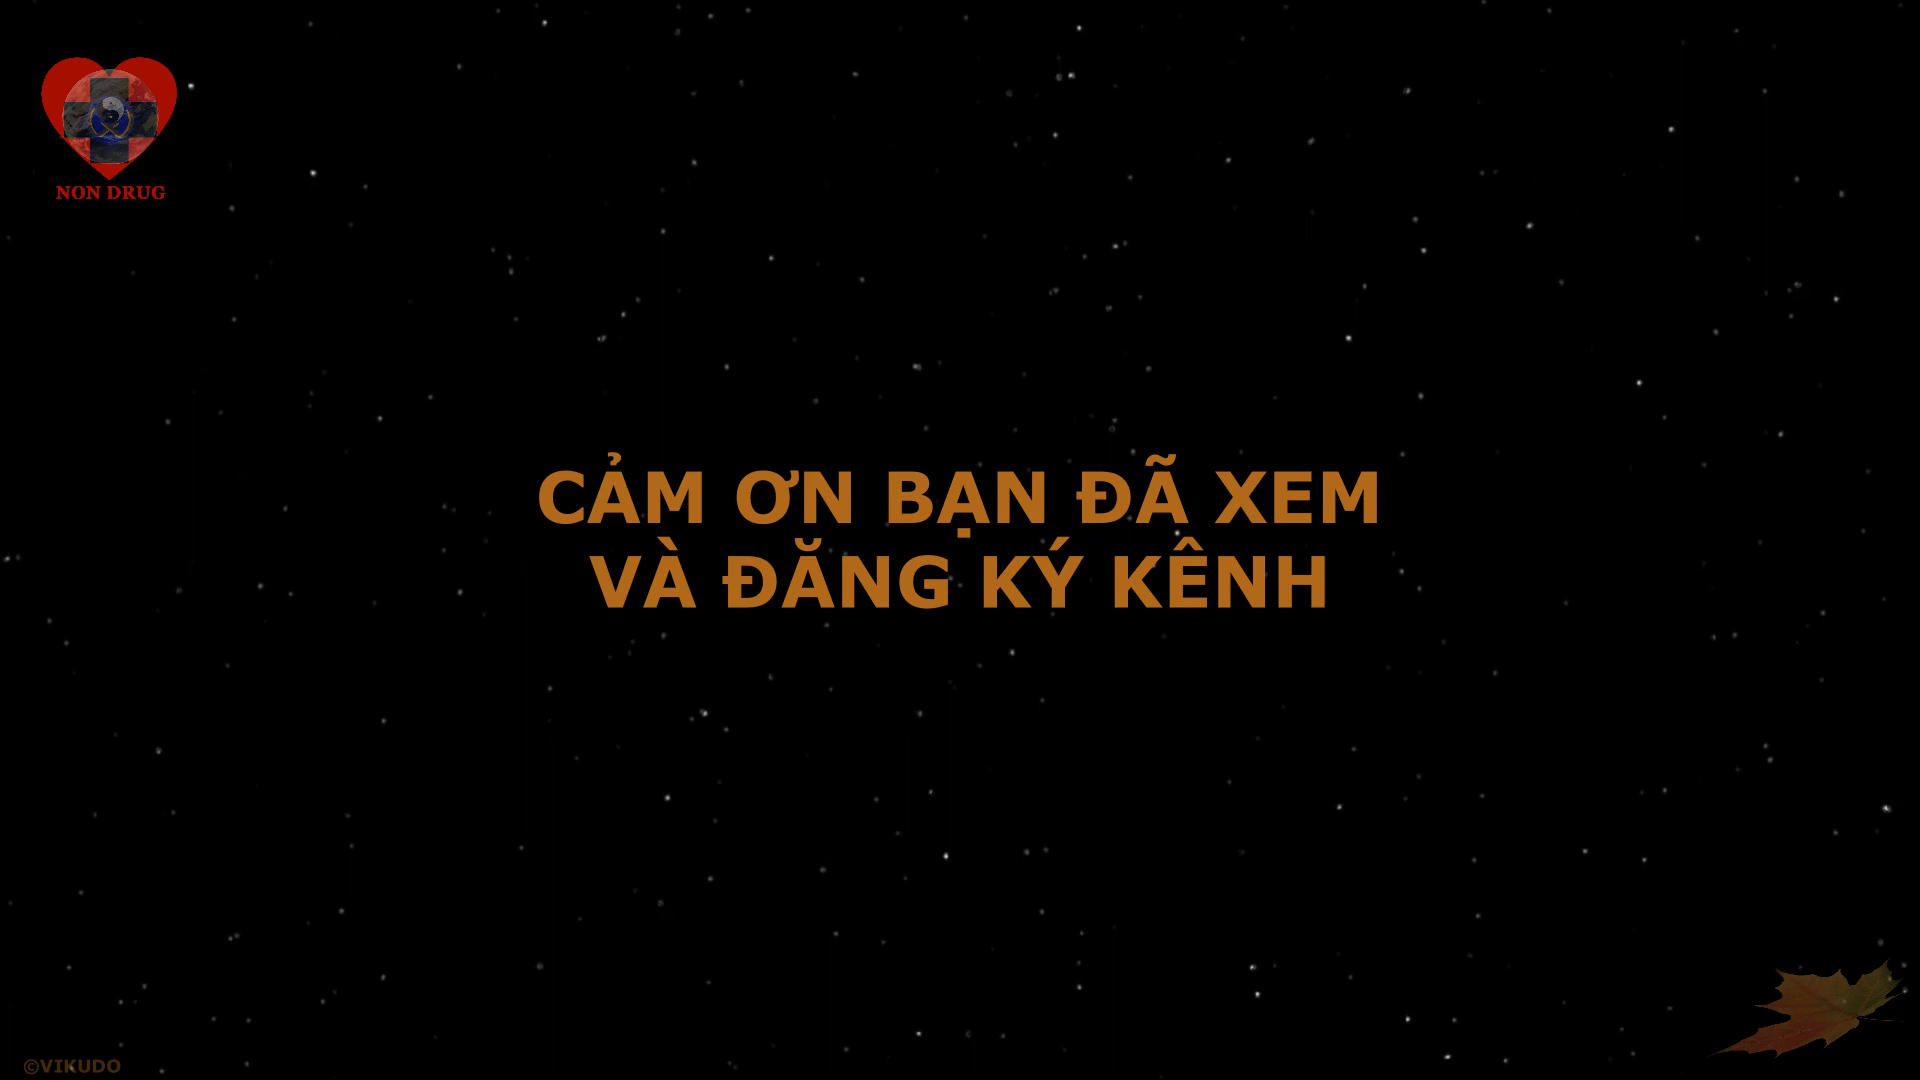 NON DRUG
CẢM ƠN BẠN ĐÃ XEM
VÀ ĐĂNG KÝ KÊNH
©VIKUDO